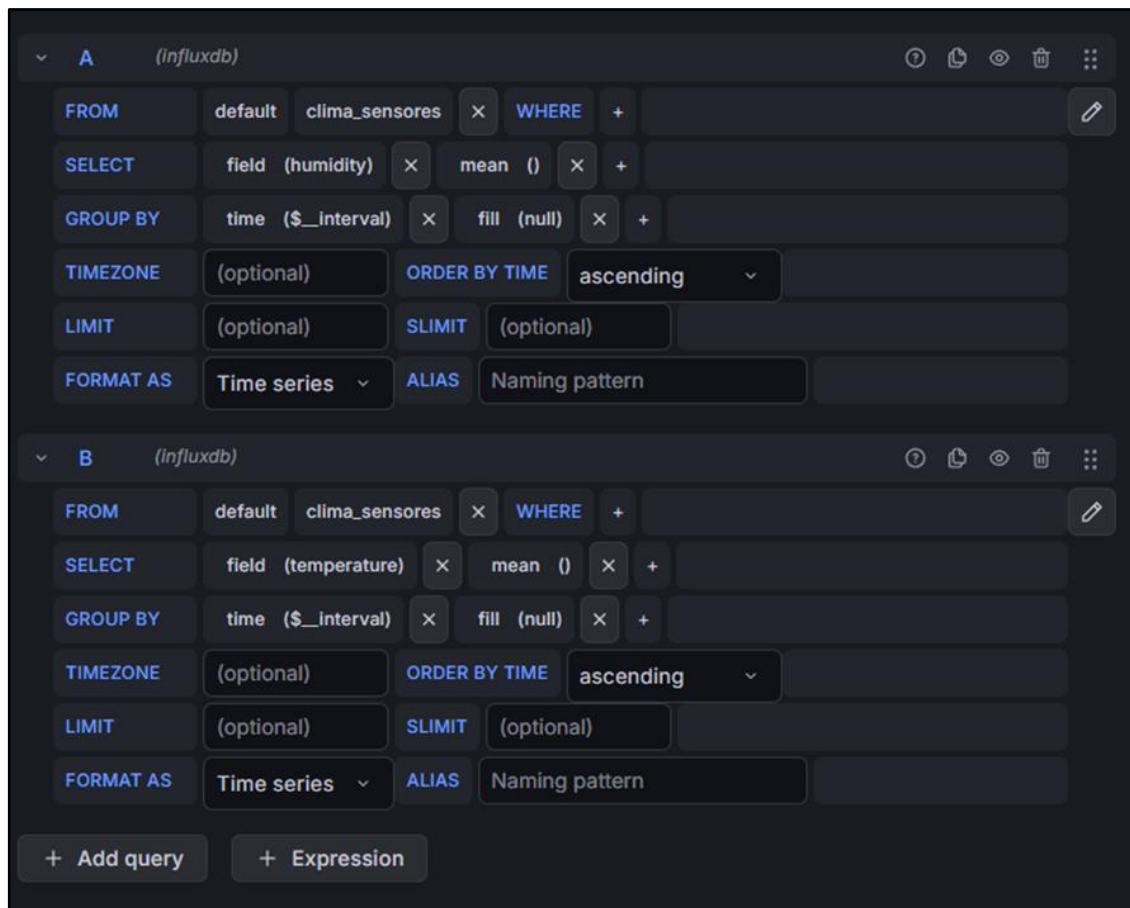 A (influxdb)
FROM default clima_sensores × WHERE +
SELECT field (humidity) × mean () × +
GROUP BY time ($__interval) × fill (null) × +
TIMEZONE (optional) ORDER BY TIME ascending
LIMIT (optional) SLIMIT (optional)
FORMAT AS Time series ALIAS Naming pattern
B (influxdb)
FROM default clima_sensores × WHERE +
SELECT field (temperature) × mean () × +
GROUP BY time ($__interval) × fill (null) × +
TIMEZONE (optional) ORDER BY TIME ascending
LIMIT (optional) SLIMIT (optional)
FORMAT AS Time series ALIAS Naming pattern
+ Add query + Expression